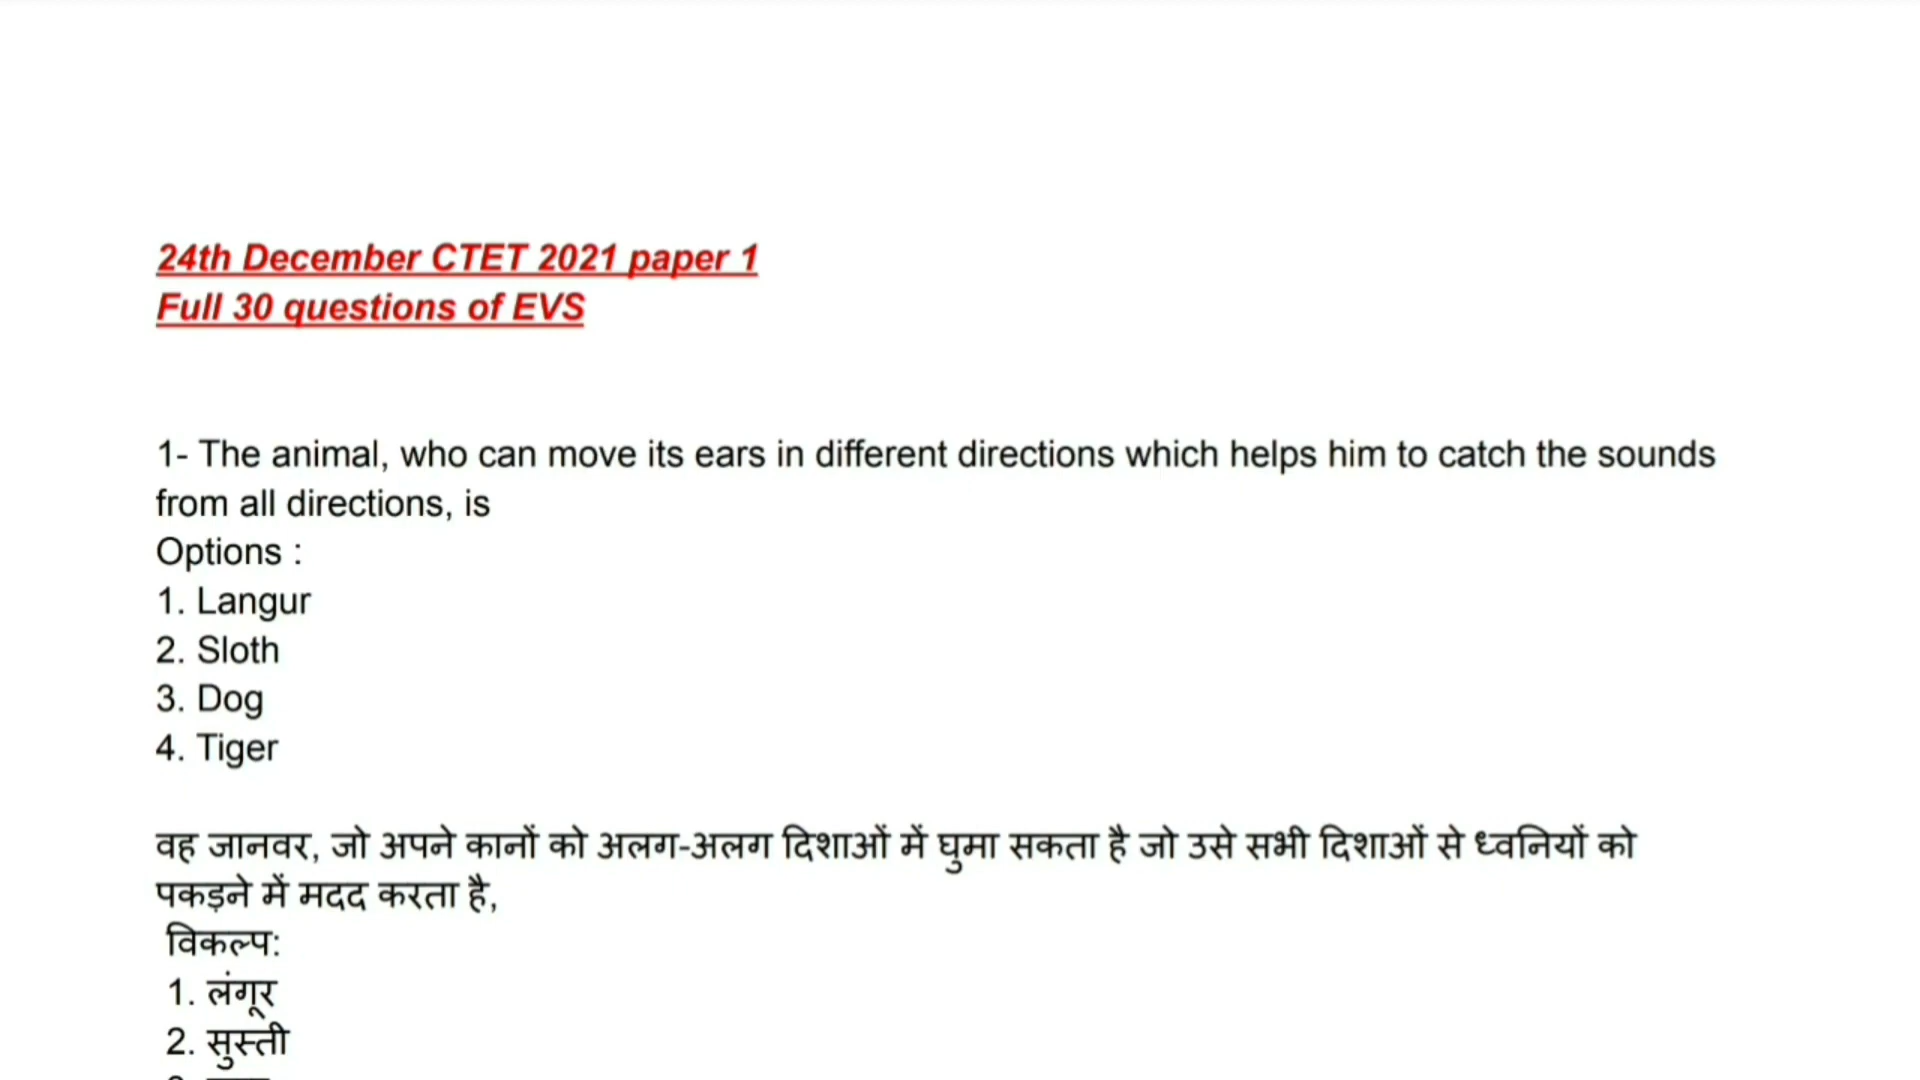 24th December CTET 2021 paper 1
Full 30 questions of EVS
1- The animal, who can move its ears in different directions which helps him to catch the sounds
from all directions, is
Options :
1. Langur
2. Sloth
3. Dog
4. Tiger
वह जानवर, जो अपने कानों को अलग-अलग दिशाओं में घुमा सकता है जो उसे सभी दिशाओं से ध्वनियों को
पकड़ने में मदद करता है,
विकल्प:
1. लंगूर
2. सुस्ती